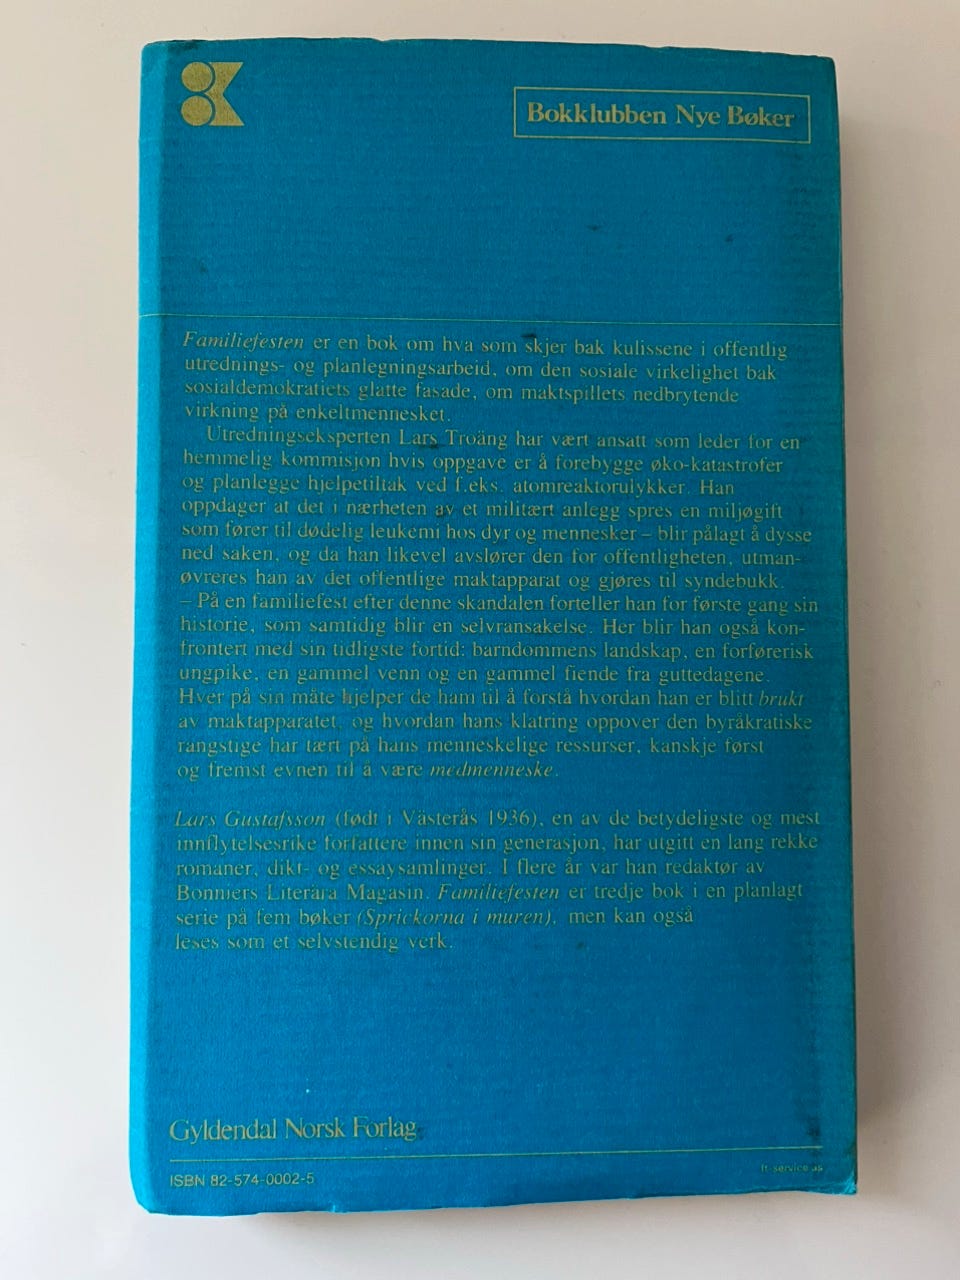 Bokklubben Nye Bøker
Familiefesten er en bok om hva som skjer bak kulissene i offentlig
utrednings- og planlegningsarbeid, om den sosiale virkelighet bak
sosialdemokratiets glatte fasade, om maktspillets nedbrytende
virkning på enkeltmennesket.
Utredningseksperten Lars Troäng har vært ansatt som leder for en
hemmelig kommisjon hvis oppgave er å forebygge øko-katastrofer
og planlegge hjelpetiltak ved f.eks. atomreaktorulykker. Han
oppdager at det i nærheten av et militært anlegg spres en miljøgift
som fører til dødelig leukemi hos dyr og mennesker – blir pålagt å dysse
ned saken, og da han likevel avslører den for offentligheten, utman-
øvreres han av det offentlige maktapparat og gjøres til syndebukk.
– På en familiefest efter denne skandalen forteller han for første gang sin
historie, som samtidig blir en selvransakelse. Her blir han også kon-
frontert med sin tidligste fortid: barndommens landskap, en forførerisk
ungpike, en gammel venn og en gammel fiende fra guttedagene.
Hver på sin måte hjelper de ham til å forstå hvordan han er blitt brukt
av maktapparatet, og hvordan hans klatring oppover den byråkratiske
rangstige har tært på hans menneskelige ressurser, kanskje først
og fremst evnen til å være medmenneske.
Lars Gustafsson (født i Västerås 1936), en av de betydeligste og mest
innflytelsesrike forfattere innen sin generasjon, har utgitt en lang rekke
romaner, dikt- og essaysamlinger. I flere år var han redaktør av
Bonniers Literära Magasin. Familiefesten er tredje bok i en planlagt
serie på fem bøker (Sprickorna i muren), men kan også
leses som et selvstendig verk.
Gyldendal Norsk Forlag
ISBN 82-574-0002-5
ft-service as